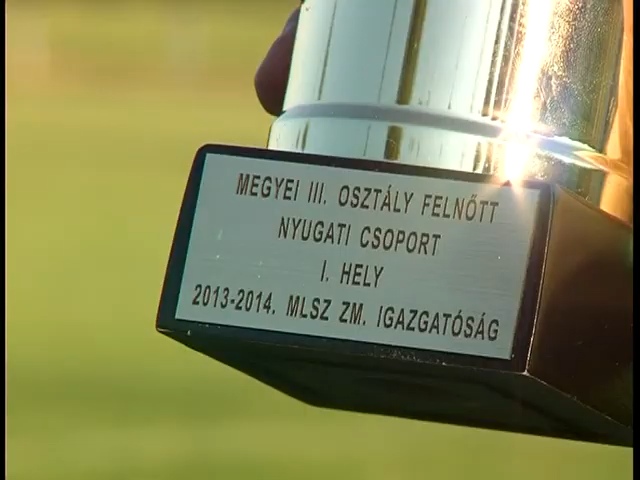 MEGYEI III. OSZTÁLY FELNŐTT
NYUGATI CSOPORT
I. HELY
2013-2014. MLSZ ZM. IGAZGATÓSÁG